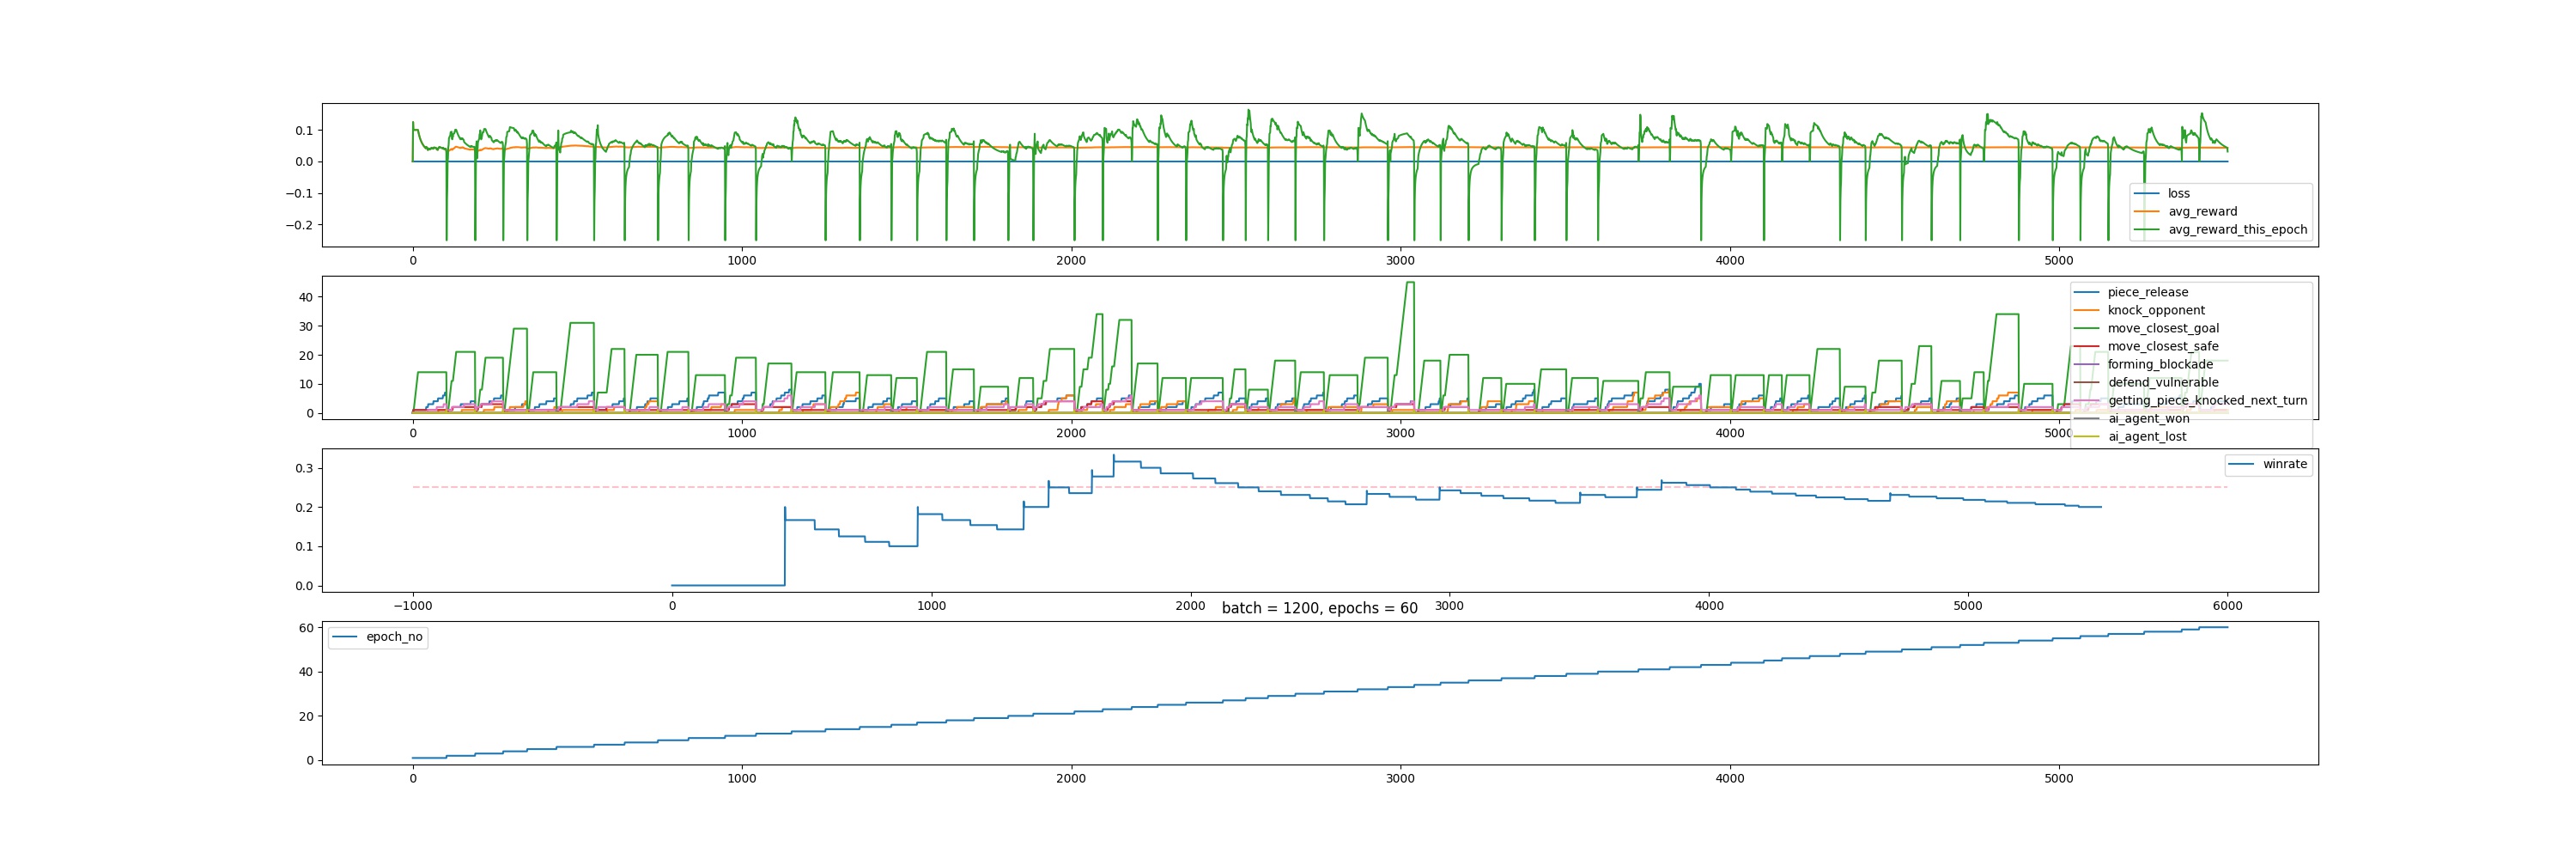 0.1
0.0
−0.1
−0.2
loss
avg_reward
avg_reward_this_epoch
0 1000 2000 3000 4000 5000
40
30
20
10
0
piece_release
knock_opponent
move_closest_goal
move_closest_safe
forming_blockade
defend_vulnerable
getting_piece_knocked_next_turn
ai_agent_won
ai_agent_lost
0 1000 2000 3000 4000 5000
0.3
0.2
0.1
0.0
winrate
−1000 0 1000 2000 3000 4000 5000 6000
batch = 1200, epochs = 60
60
40
20
0
epoch_no
0 1000 2000 3000 4000 5000